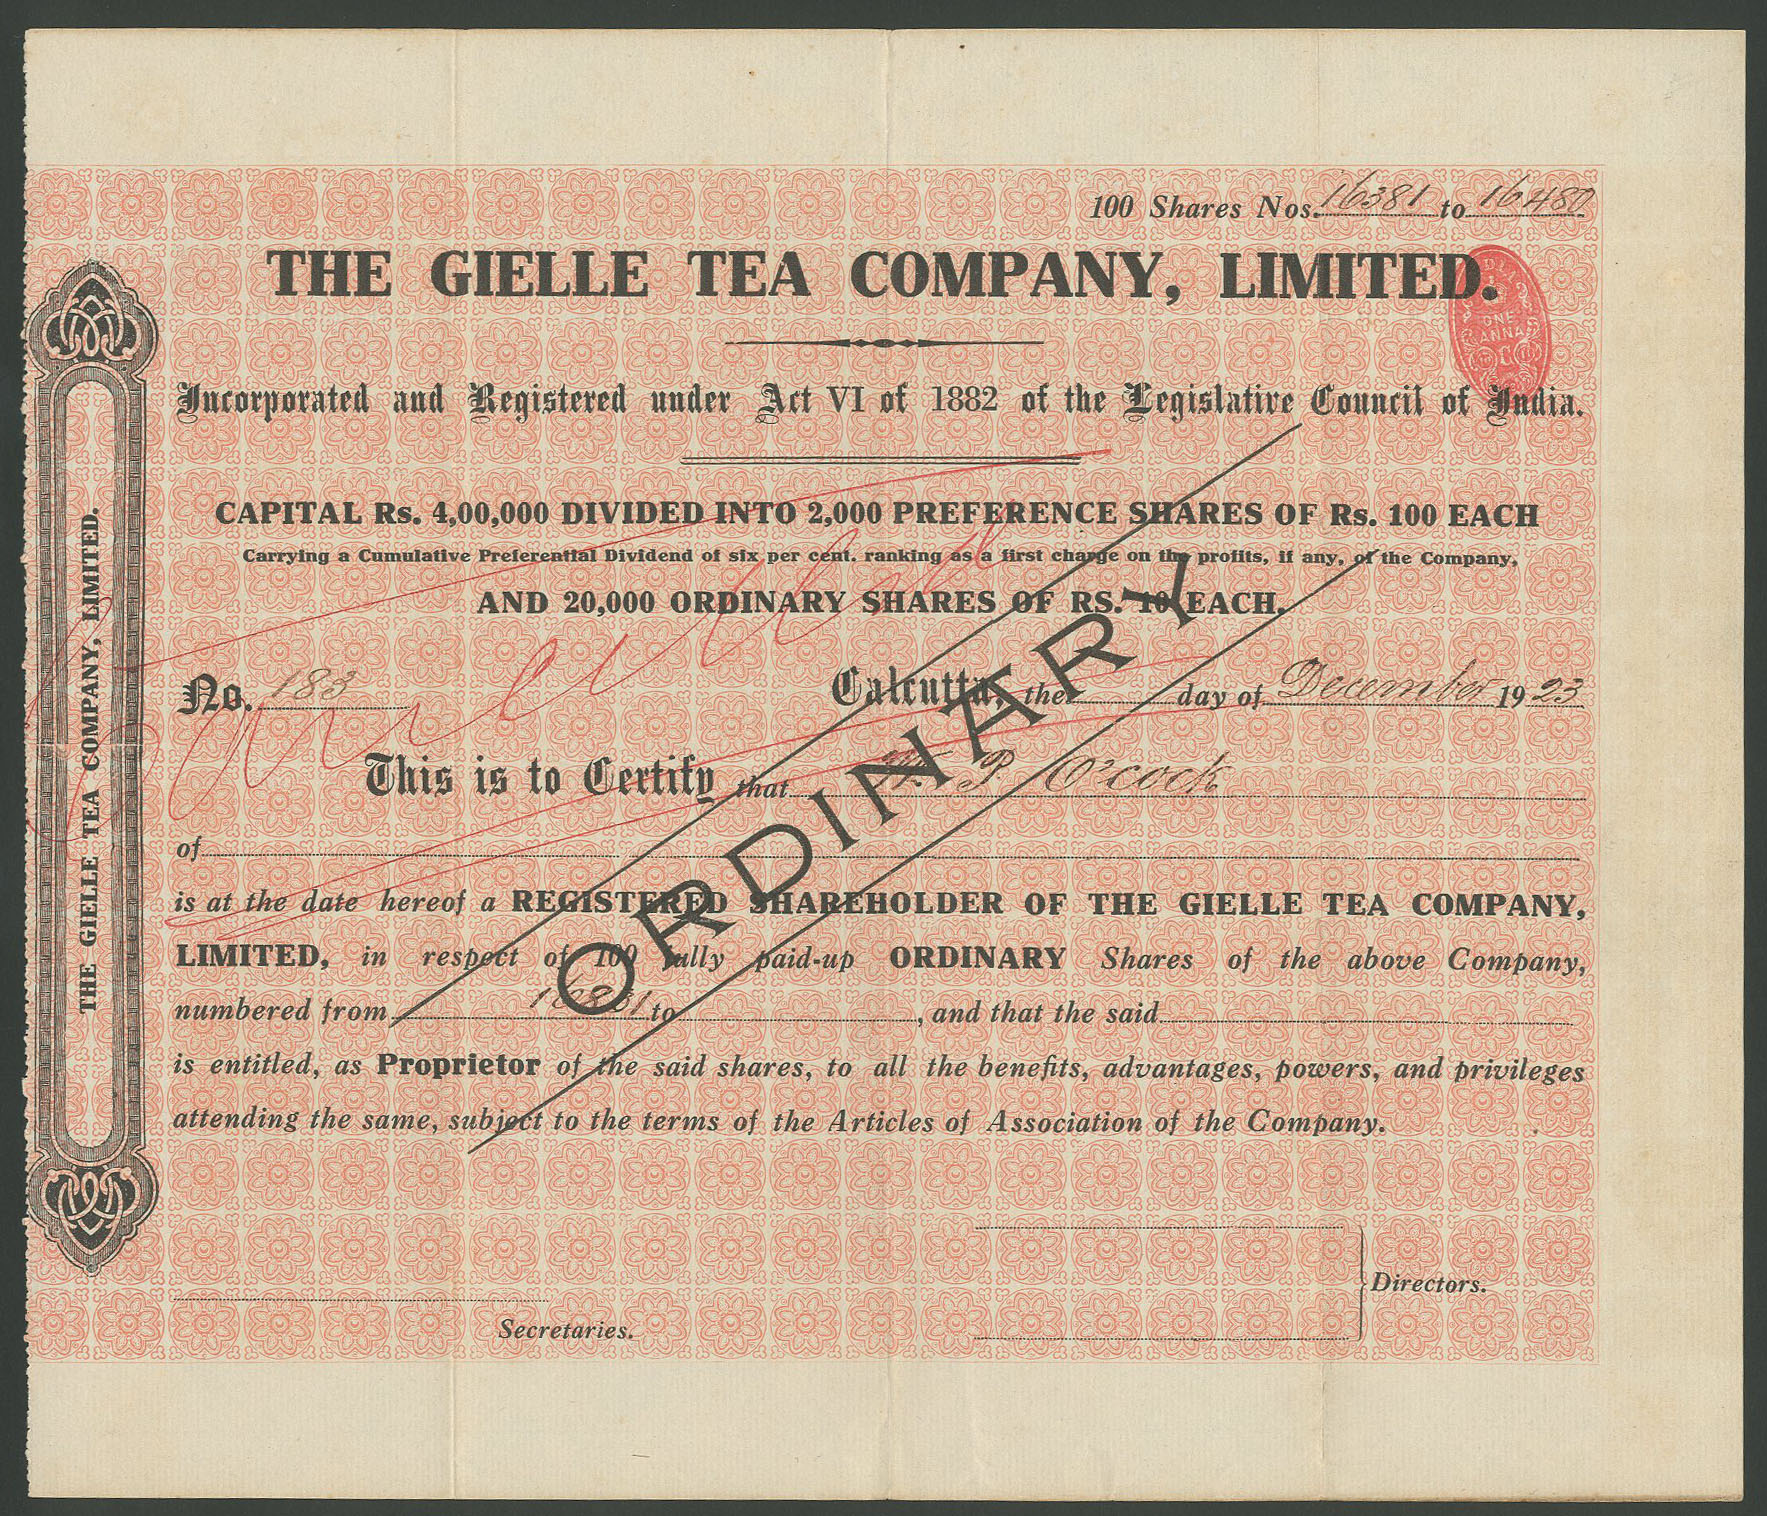 100 Shares Nos. 16381 to 16480
THE GIELLE TEA COMPANY, LIMITED.
ONE
ANNA
Incorporated and Registered under Act VI of 1882 of the Legislative Council of India.
CAPITAL Rs. 4,00,000 DIVIDED INTO 2,000 PREFERENCE SHARES OF Rs. 100 EACH
Carrying a Cumulative Preferential Dividend of six per cent. ranking as a first charge on the profits, if any, of the Company,
AND 20,000 ORDINARY SHARES OF RS. 10 EACH.
Cancelled
No. 183 Calcutta, the day of December 1923
This is to Certify that P. O'cock
of
is at the date hereof a REGISTERED SHAREHOLDER OF THE GIELLE TEA COMPANY,
LIMITED, in respect of 100 fully paid-up ORDINARY Shares of the above Company,
numbered from to , and that the said
is entitled, as Proprietor of the said shares, to all the benefits, advantages, powers, and privileges
attending the same, subject to the terms of the Articles of Association of the Company.
ORDINARY
Directors.
Secretaries.
THE GIELLE TEA COMPANY, LIMITED.